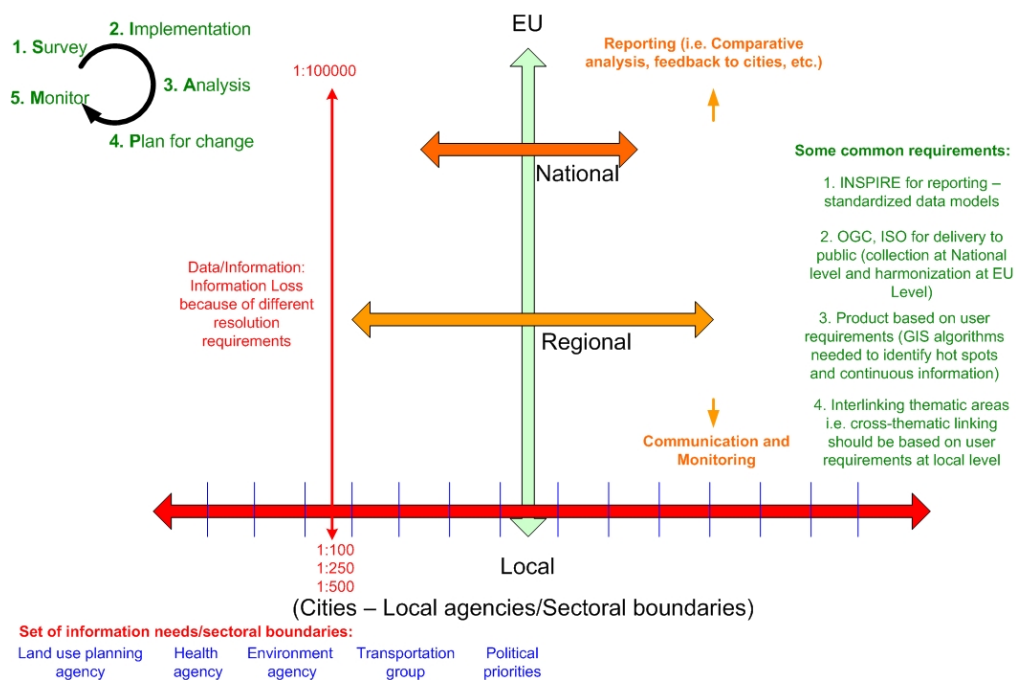 1. Survey
2. Implementation
3. Analysis
4. Plan for change
5. Monitor
EU
Reporting (i.e. Comparative
analysis, feedback to cities, etc.)
1:100000
National
Data/Information:
Information Loss
because of different
resolution
requirements
Regional
Some common requirements:
1. INSPIRE for reporting –
standardized data models
2. OGC, ISO for delivery to
public (collection at National
level and harmonization at EU
Level)
3. Product based on user
requirements (GIS algorithms
needed to identify hot spots
and continuous information)
4. Interlinking thematic areas
i.e. cross-thematic linking
should be based on user
requirements at local level
Communication and
Monitoring
1:100
1:250
1:500
Local
(Cities – Local agencies/Sectoral boundaries)
Set of information needs/sectoral boundaries:
Land use planning
agency
Health
agency
Environment
agency
Transportation
group
Political
priorities